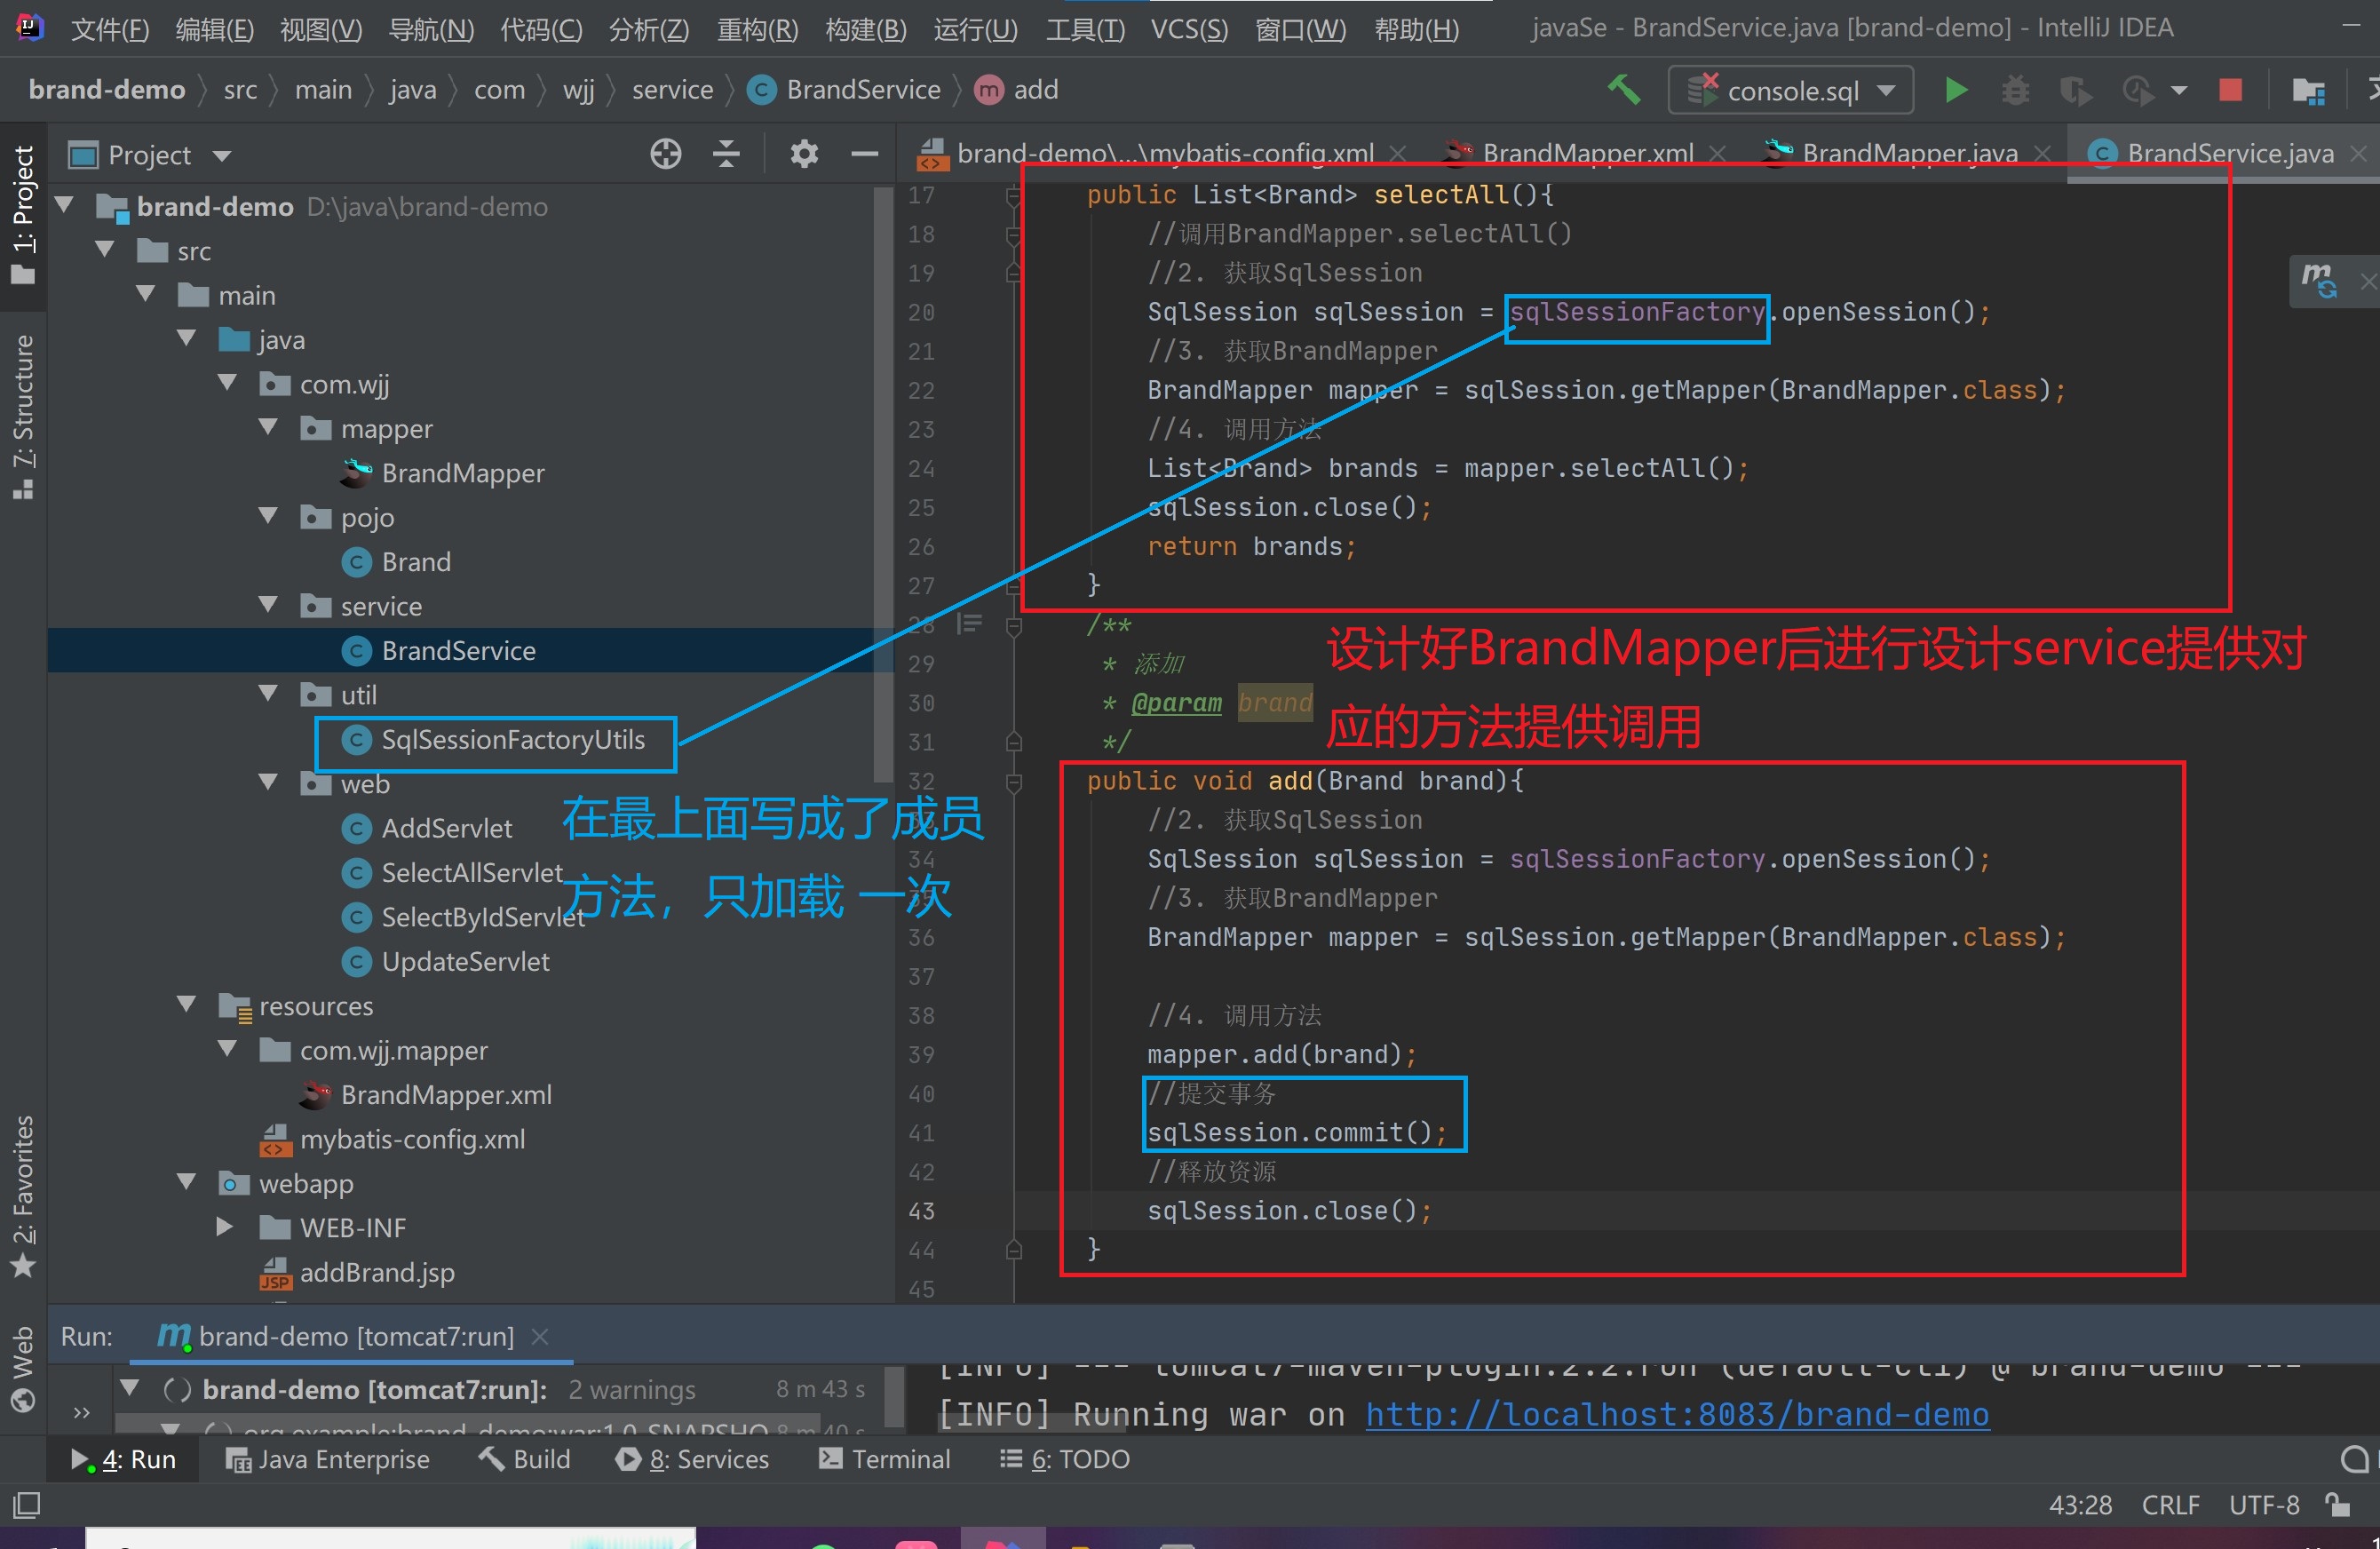 文件(F) 编辑(E) 视图(V) 导航(N) 代码(C) 分析(Z) 重构(R) 构建(B) 运行(U) 工具(T) VCS(S) 窗口(W) 帮助(H) javaSe - BrandService.java [brand-demo] - IntelliJ IDEA
brand-demo src main java com wjj service BrandService add
console.sql
Project
brand-demo\...\mybatis-config.xml
BrandMapper.xml
BrandMapper.java
BrandService.java
1: Project
7: Structure
2: Favorites
Web
brand-demo D:\java\brand-demo
src
main
java
com.wjj
mapper
BrandMapper
pojo
Brand
service
BrandService
util
SqlSessionFactoryUtils
web
AddServlet
SelectAllServlet
SelectByIdServlet
UpdateServlet
resources
com.wjj.mapper
BrandMapper.xml
mybatis-config.xml
webapp
WEB-INF
addBrand.jsp
在最上面写成了成员
方法，只加载 一次
17 public List<Brand> selectAll(){
18 //调用BrandMapper.selectAll()
19 //2. 获取SqlSession
20 SqlSession sqlSession = sqlSessionFactory.openSession();
21 //3. 获取BrandMapper
22 BrandMapper mapper = sqlSession.getMapper(BrandMapper.class);
23 //4. 调用方法
24 List<Brand> brands = mapper.selectAll();
25 sqlSession.close();
26 return brands;
27 }
28 /**
29 * 添加
30 * @param brand
31 */
设计好BrandMapper后进行设计service提供对
应的方法提供调用
32 public void add(Brand brand){
//2. 获取SqlSession
34 SqlSession sqlSession = sqlSessionFactory.openSession();
//3. 获取BrandMapper
36 BrandMapper mapper = sqlSession.getMapper(BrandMapper.class);
37
38 //4. 调用方法
39 mapper.add(brand);
40 //提交事务
41 sqlSession.commit();
42 //释放资源
43 sqlSession.close();
44 }
45
Run: brand-demo [tomcat7:run]
brand-demo [tomcat7:run]: 2 warnings 8 m 43 s
org.example:brand_demo:war:1.0-SNAPSHO 8 m 40 s
[INFO] --- tomcat7-maven-plugin:2.2:run (default-cli) @ brand-demo ---
[INFO] Running war on http://localhost:8083/brand-demo
4: Run Java Enterprise Build 8: Services Terminal 6: TODO
43:28 CRLF UTF-8